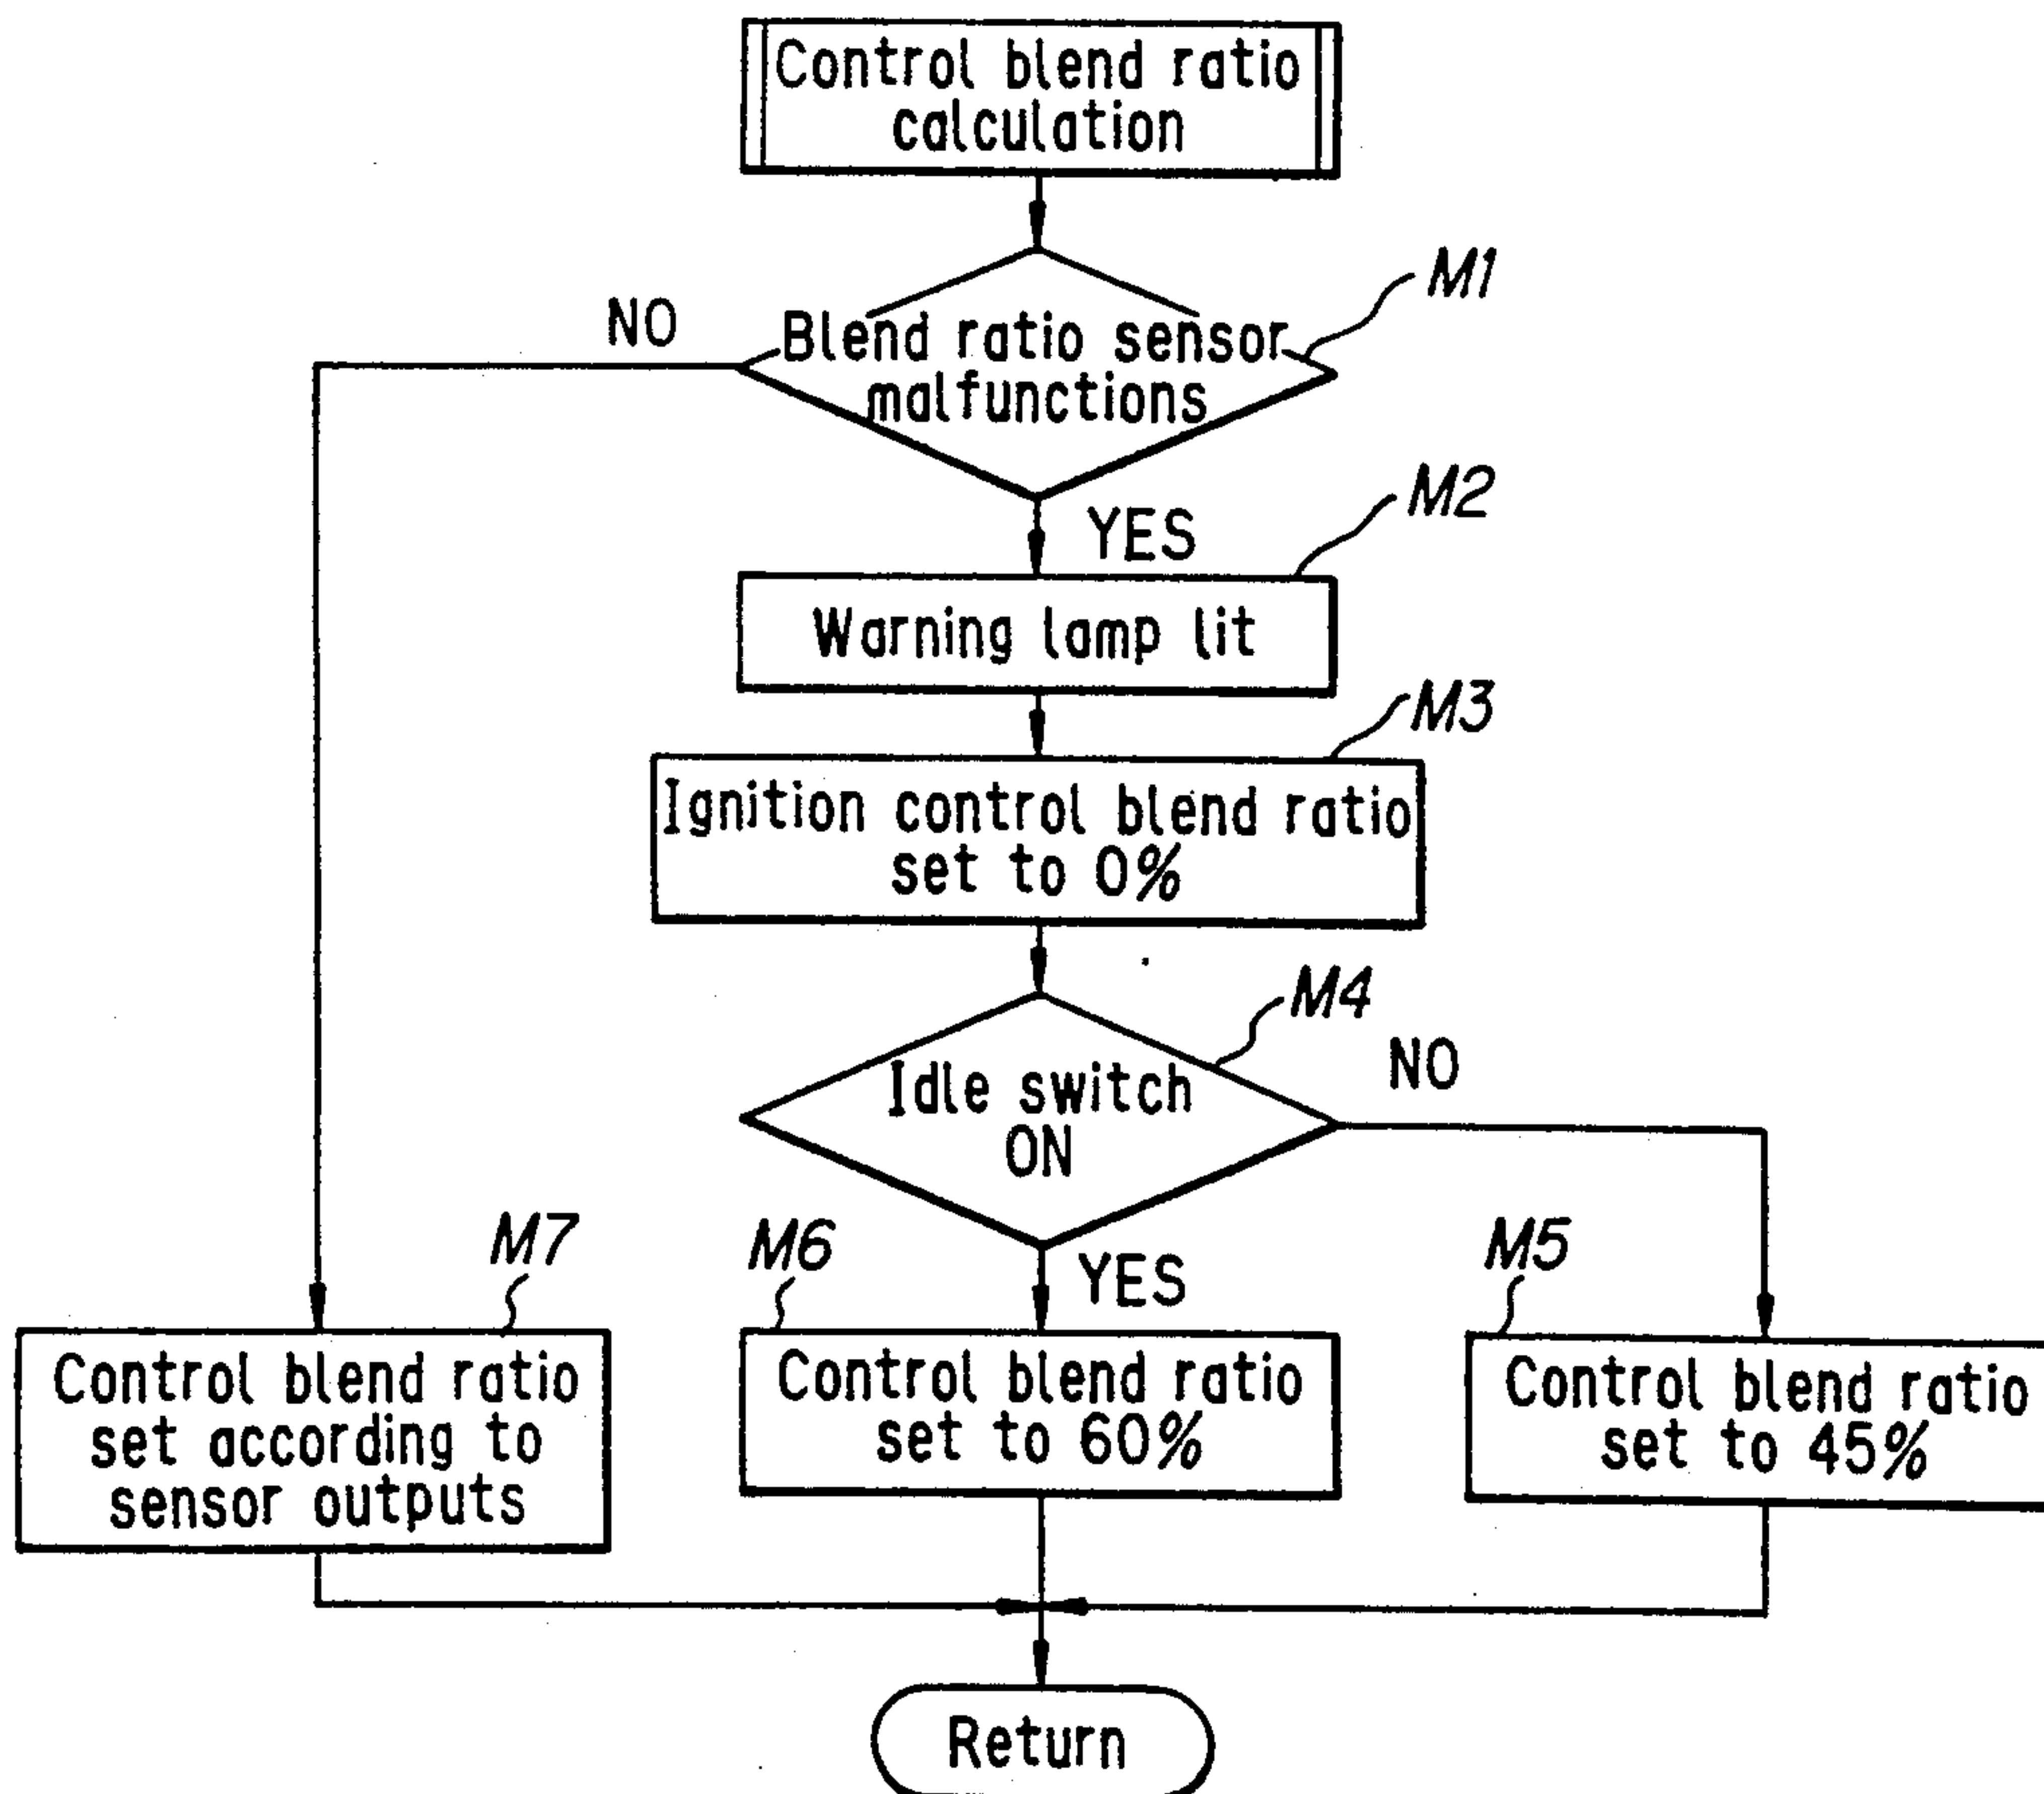 Control blend ratio
calculation
M1
NO
Blend ratio sensor
malfunctions
M2
YES
Warning lamp lit
M3
Ignition control blend ratio
set to 0%
M4
NO
Idle switch
ON
M7
M6
YES
M5
Control blend ratio
set according to
sensor outputs
Control blend ratio
set to 60%
Control blend ratio
set to 45%
Return